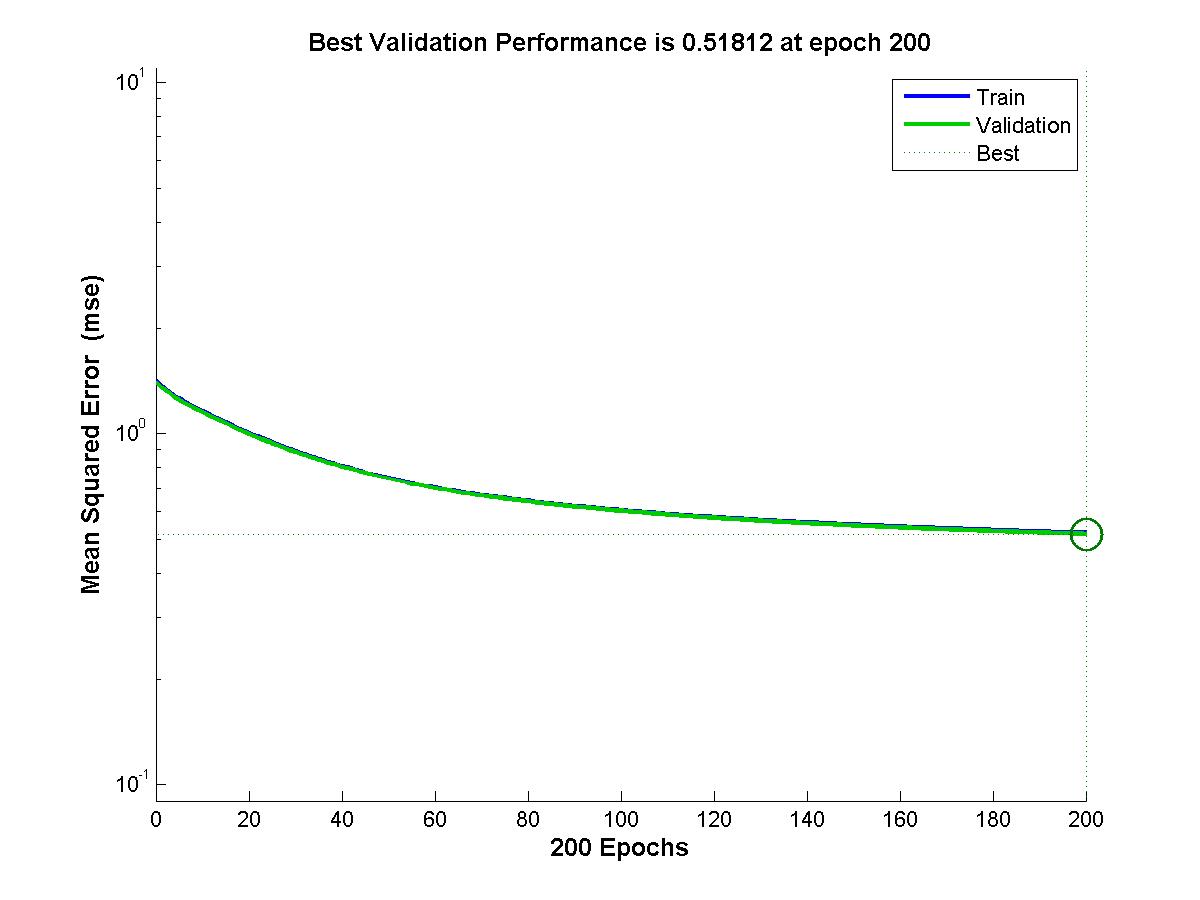 Best Validation Performance is 0.51812 at epoch 200
10^1
Train
Validation
Best
Mean Squared Error (mse)
10^0
10^-1
0 20 40 60 80 100 120 140 160 180 200
200 Epochs